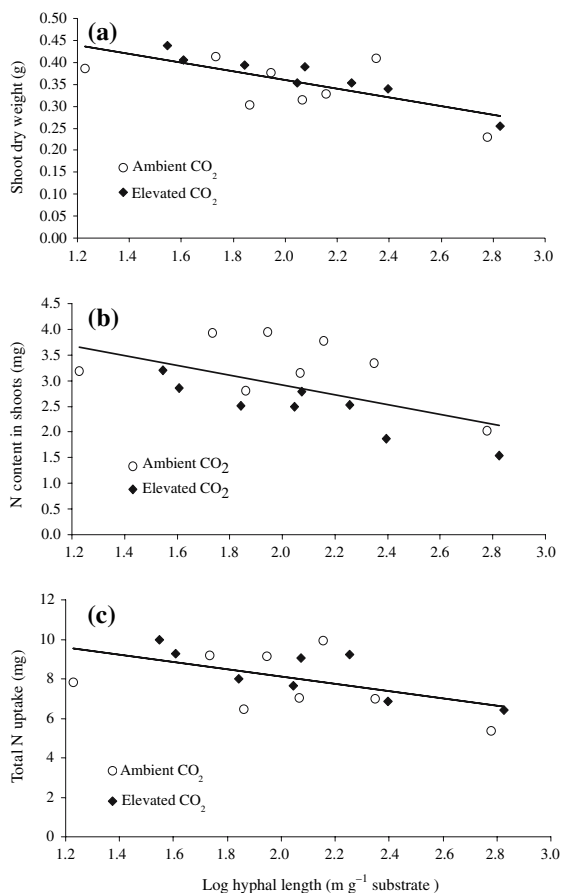 (a)
Shoot dry weight (g)
0.50
0.45
0.40
0.35
0.30
0.25
0.20
0.15
0.10
0.05
0.00
Ambient CO₂
Elevated CO₂
1.2 1.4 1.6 1.8 2.0 2.2 2.4 2.6 2.8 3.0
(b)
N content in shoots (mg)
4.5
4.0
3.5
3.0
2.5
2.0
1.5
1.0
0.5
0.0
Ambient CO2
Elevated CO2
1.2 1.4 1.6 1.8 2.0 2.2 2.4 2.6 2.8 3.0
(c)
Total N uptake (mg)
12
10
8
6
4
2
0
Ambient CO₂
Elevated CO₂
1.2 1.4 1.6 1.8 2.0 2.2 2.4 2.6 2.8 3.0
Log hyphal length (m g⁻¹ substrate )